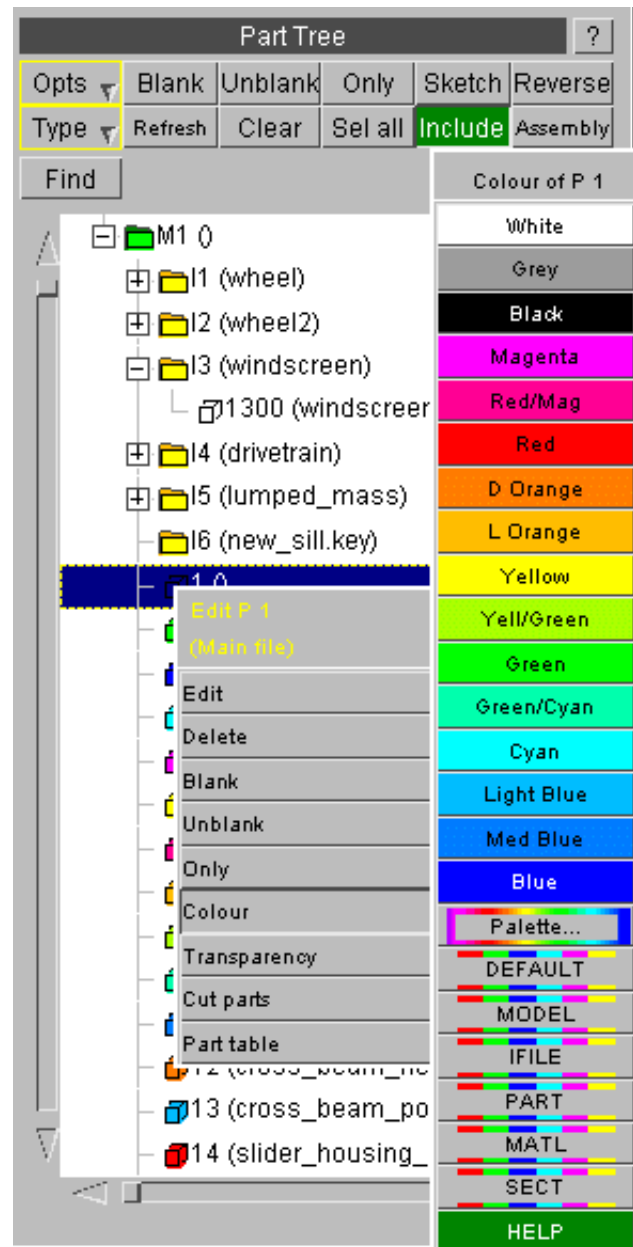 Part Tree ?
Opts Blank Unblank Only Sketch Reverse
Type Refresh Clear Sel all Include Assembly
Find
M1 ()
I1 (wheel)
I2 (wheel2)
I3 (windscreen)
1300 (windscreen
I4 (drivetrain)
I5 (lumped_mass)
I6 (new_sill.key)
1 ()
Edit P 1
(Main file)
Edit
Delete
Blank
Unblank
Only
Colour
Transparency
Cut parts
Part table
12 (cross_beam_
13 (cross_beam_po
14 (slider_housing_
Colour of P 1
White
Grey
Black
Magenta
Red/Mag
Red
D Orange
L Orange
Yellow
Yell/Green
Green
Green/Cyan
Cyan
Light Blue
Med Blue
Blue
Palette...
DEFAULT
MODEL
IFILE
PART
MATL
SECT
HELP